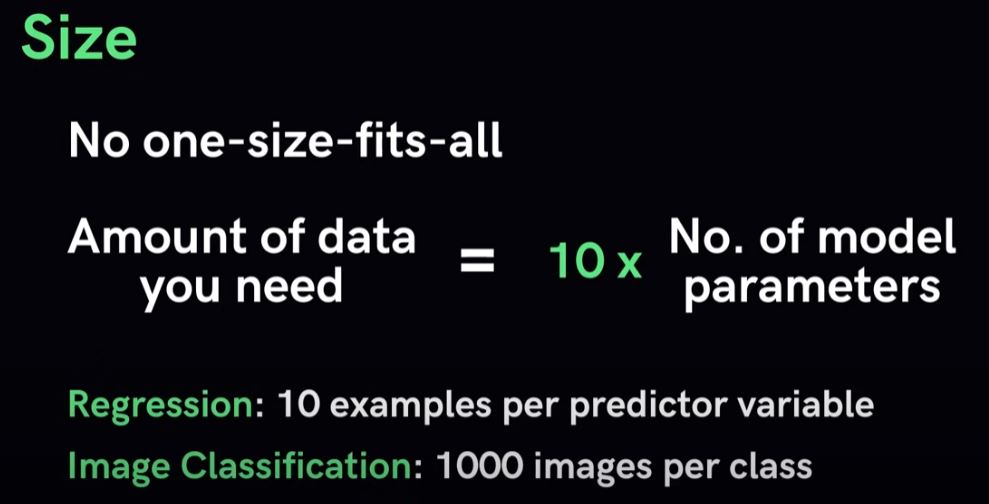 Size
No one-size-fits-all
Amount of data
you need
=
10 x
No. of model
parameters
Regression: 10 examples per predictor variable
Image Classification: 1000 images per class